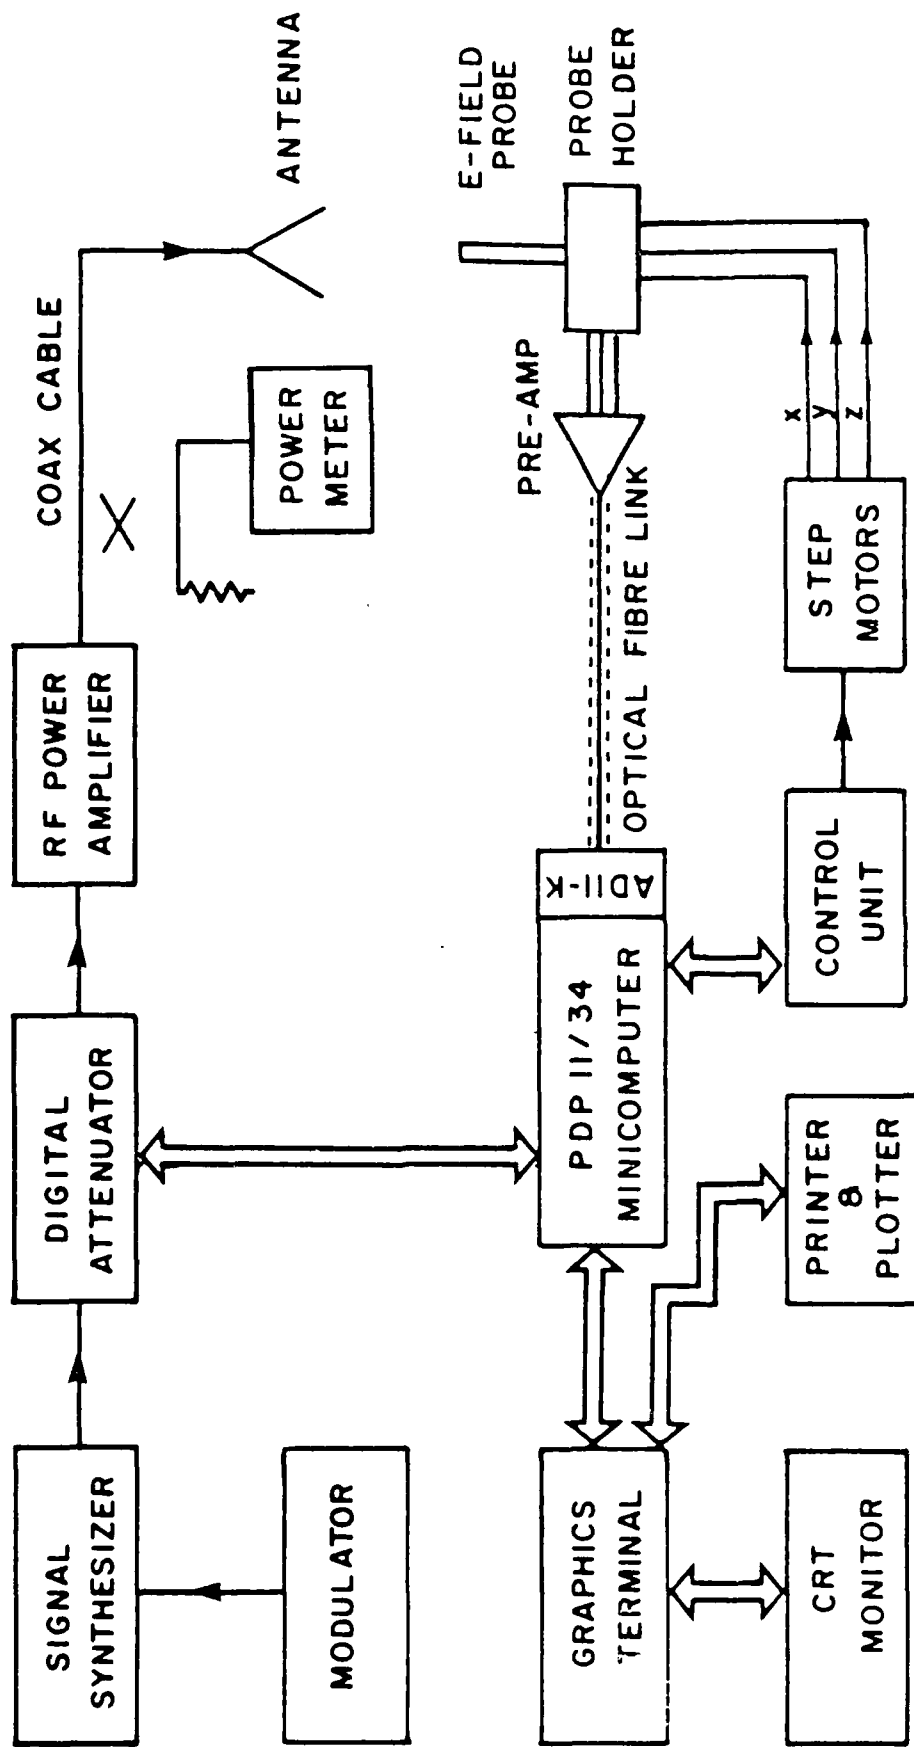 SIGNAL
SYNTHESIZER
DIGITAL
ATTENUATOR
RF POWER
AMPLIFIER
COAX CABLE
ANTENNA
MODULATOR
POWER
METER
E-FIELD
PROBE
PRE-AMP
PROBE
HOLDER
GRAPHICS
TERMINAL
PDP 11/34
MINICOMPUTER
AD11-K
OPTICAL FIBRE LINK
CRT
MONITOR
PRINTER
&
PLOTTER
CONTROL
UNIT
STEP
MOTORS
x
y
z